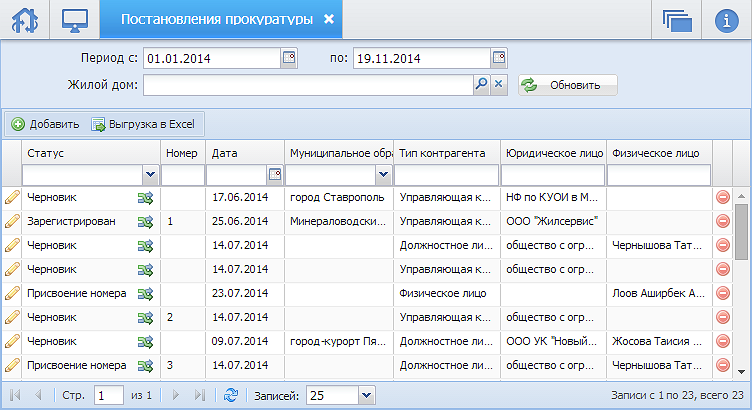 Постановления прокуратуры
Период с: 01.01.2014 по: 19.11.2014
Жилой дом: Обновить
Добавить Выгрузка в Excel
Статус Номер Дата Муниципальное обра Тип контрагента Юридическое лицо Физическое лицо
Черновик 17.06.2014 город Ставрополь Управляющая к... НФ по КУОИ в М...
Зарегистрирован 1 25.06.2014 Минераловодски... Управляющая к... ООО "Жилсервис"
Черновик 14.07.2014 Должностное ли... общество с огр... Чернышова Тат...
Черновик 14.07.2014 Управляющая к... общество с огр...
Присвоение номера 23.07.2014 Физическое лицо Лоов Аширбек А...
Черновик 2 14.07.2014 Управляющая к... общество с огр...
Черновик 09.07.2014 город-курорт Пя... Должностное ли... ООО УК "Новый... Жосова Таисия ...
Присвоение номера 3 14.07.2014 Должностное ли... общество с огр... Чернышова Тат...
Стр. 1 из 1 Записей: 25 Записи с 1 по 23, всего 23